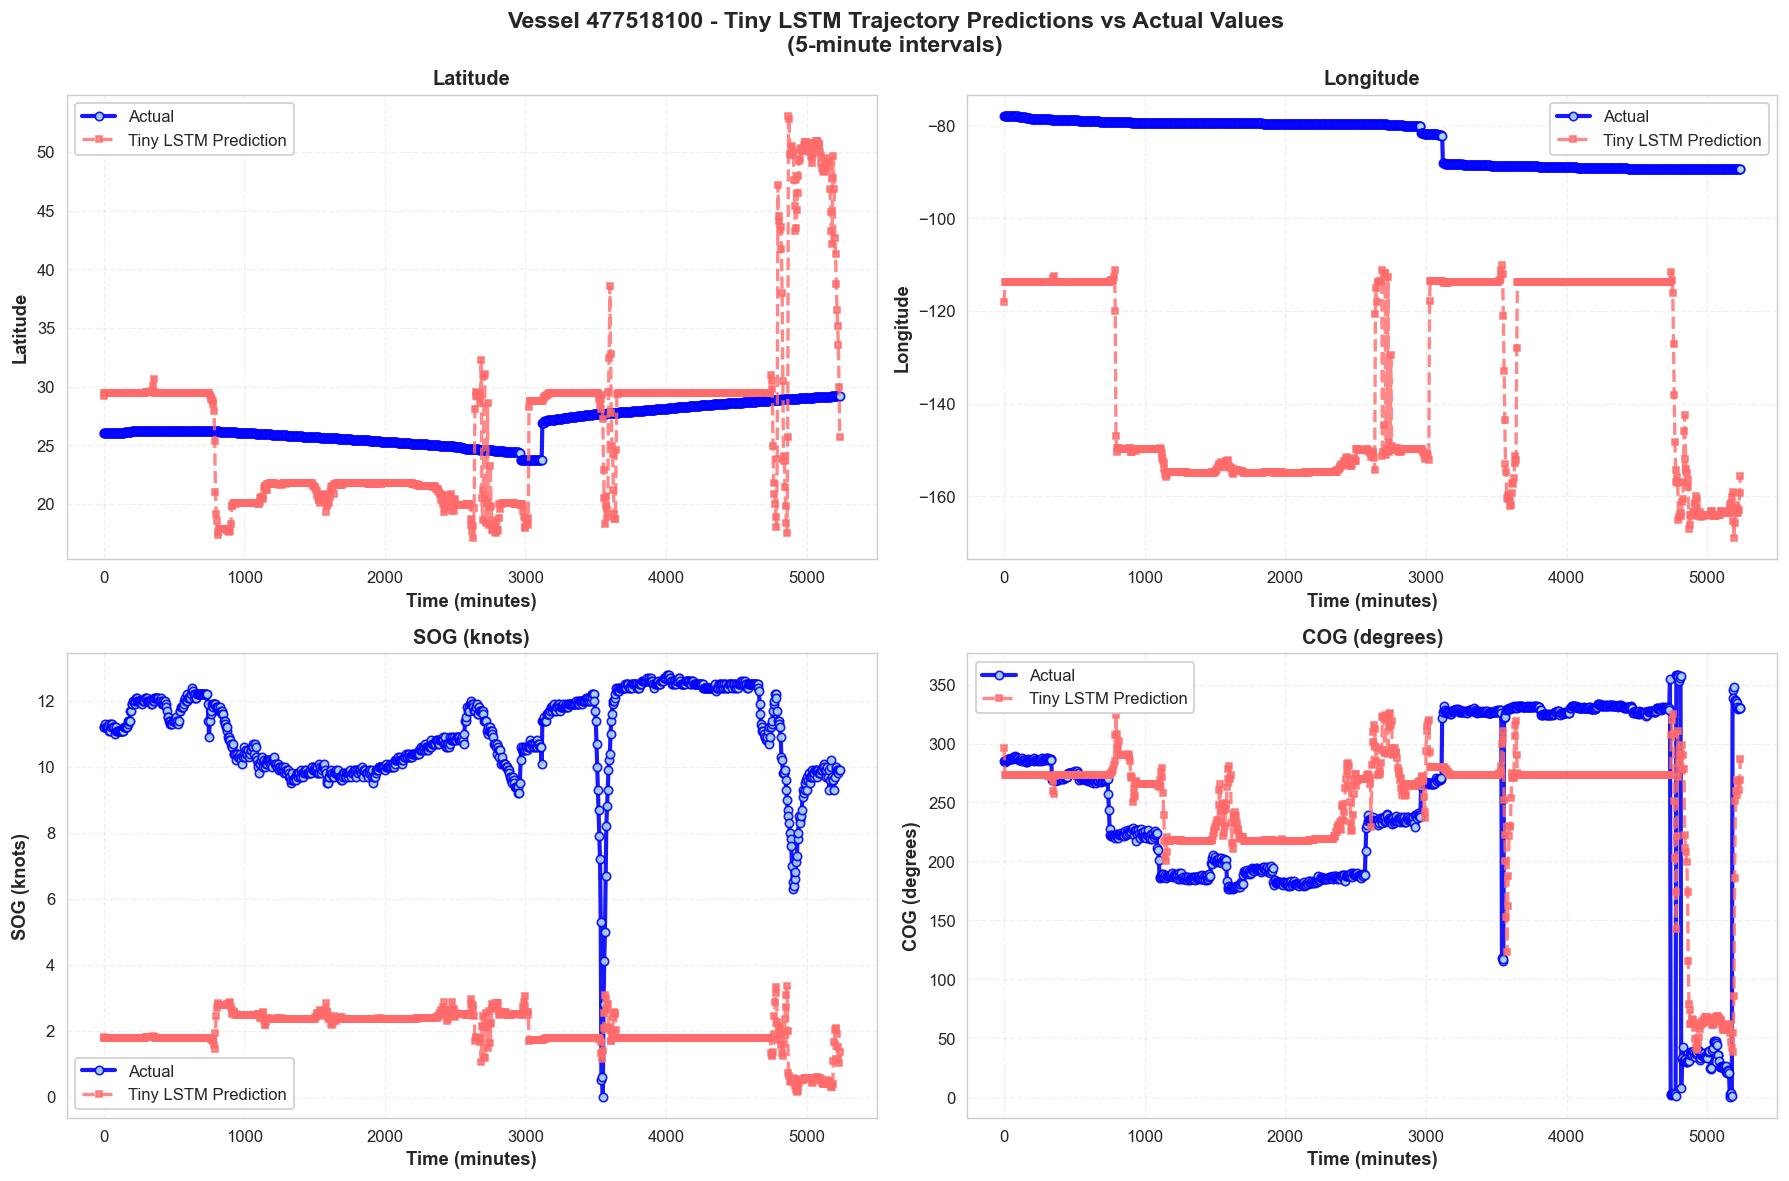 Vessel 477518100 - Tiny LSTM Trajectory Predictions vs Actual Values
(5-minute intervals)
Latitude
Actual
Tiny LSTM Prediction
Latitude
50
45
40
35
30
25
20
0 1000 2000 3000 4000 5000
Time (minutes)
Longitude
Actual
Tiny LSTM Prediction
Longitude
−80
−100
−120
−140
−160
0 1000 2000 3000 4000 5000
Time (minutes)
SOG (knots)
Actual
Tiny LSTM Prediction
SOG (knots)
12
10
8
6
4
2
0
0 1000 2000 3000 4000 5000
Time (minutes)
COG (degrees)
Actual
Tiny LSTM Prediction
COG (degrees)
350
300
250
200
150
100
50
0
0 1000 2000 3000 4000 5000
Time (minutes)